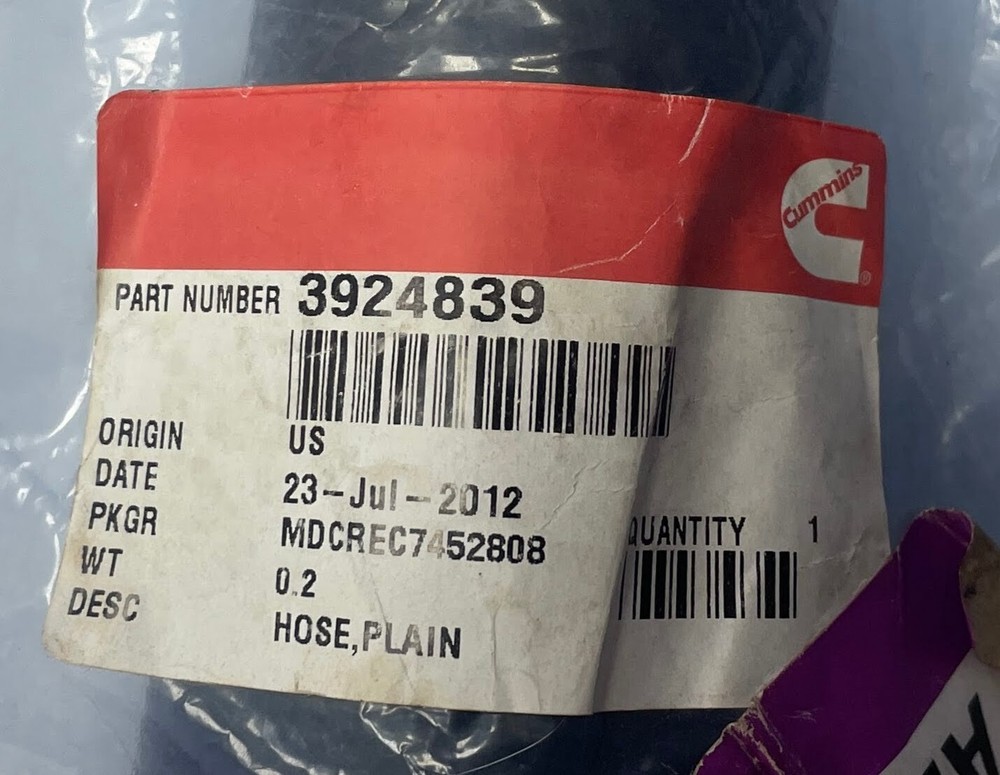 Cummins
®
PART NUMBER 3924839
ORIGIN US
DATE 23-Jul-2012
PKGR MDCREC7452808
QUANTITY 1
WT 0.2
DESC HOSE,PLAIN